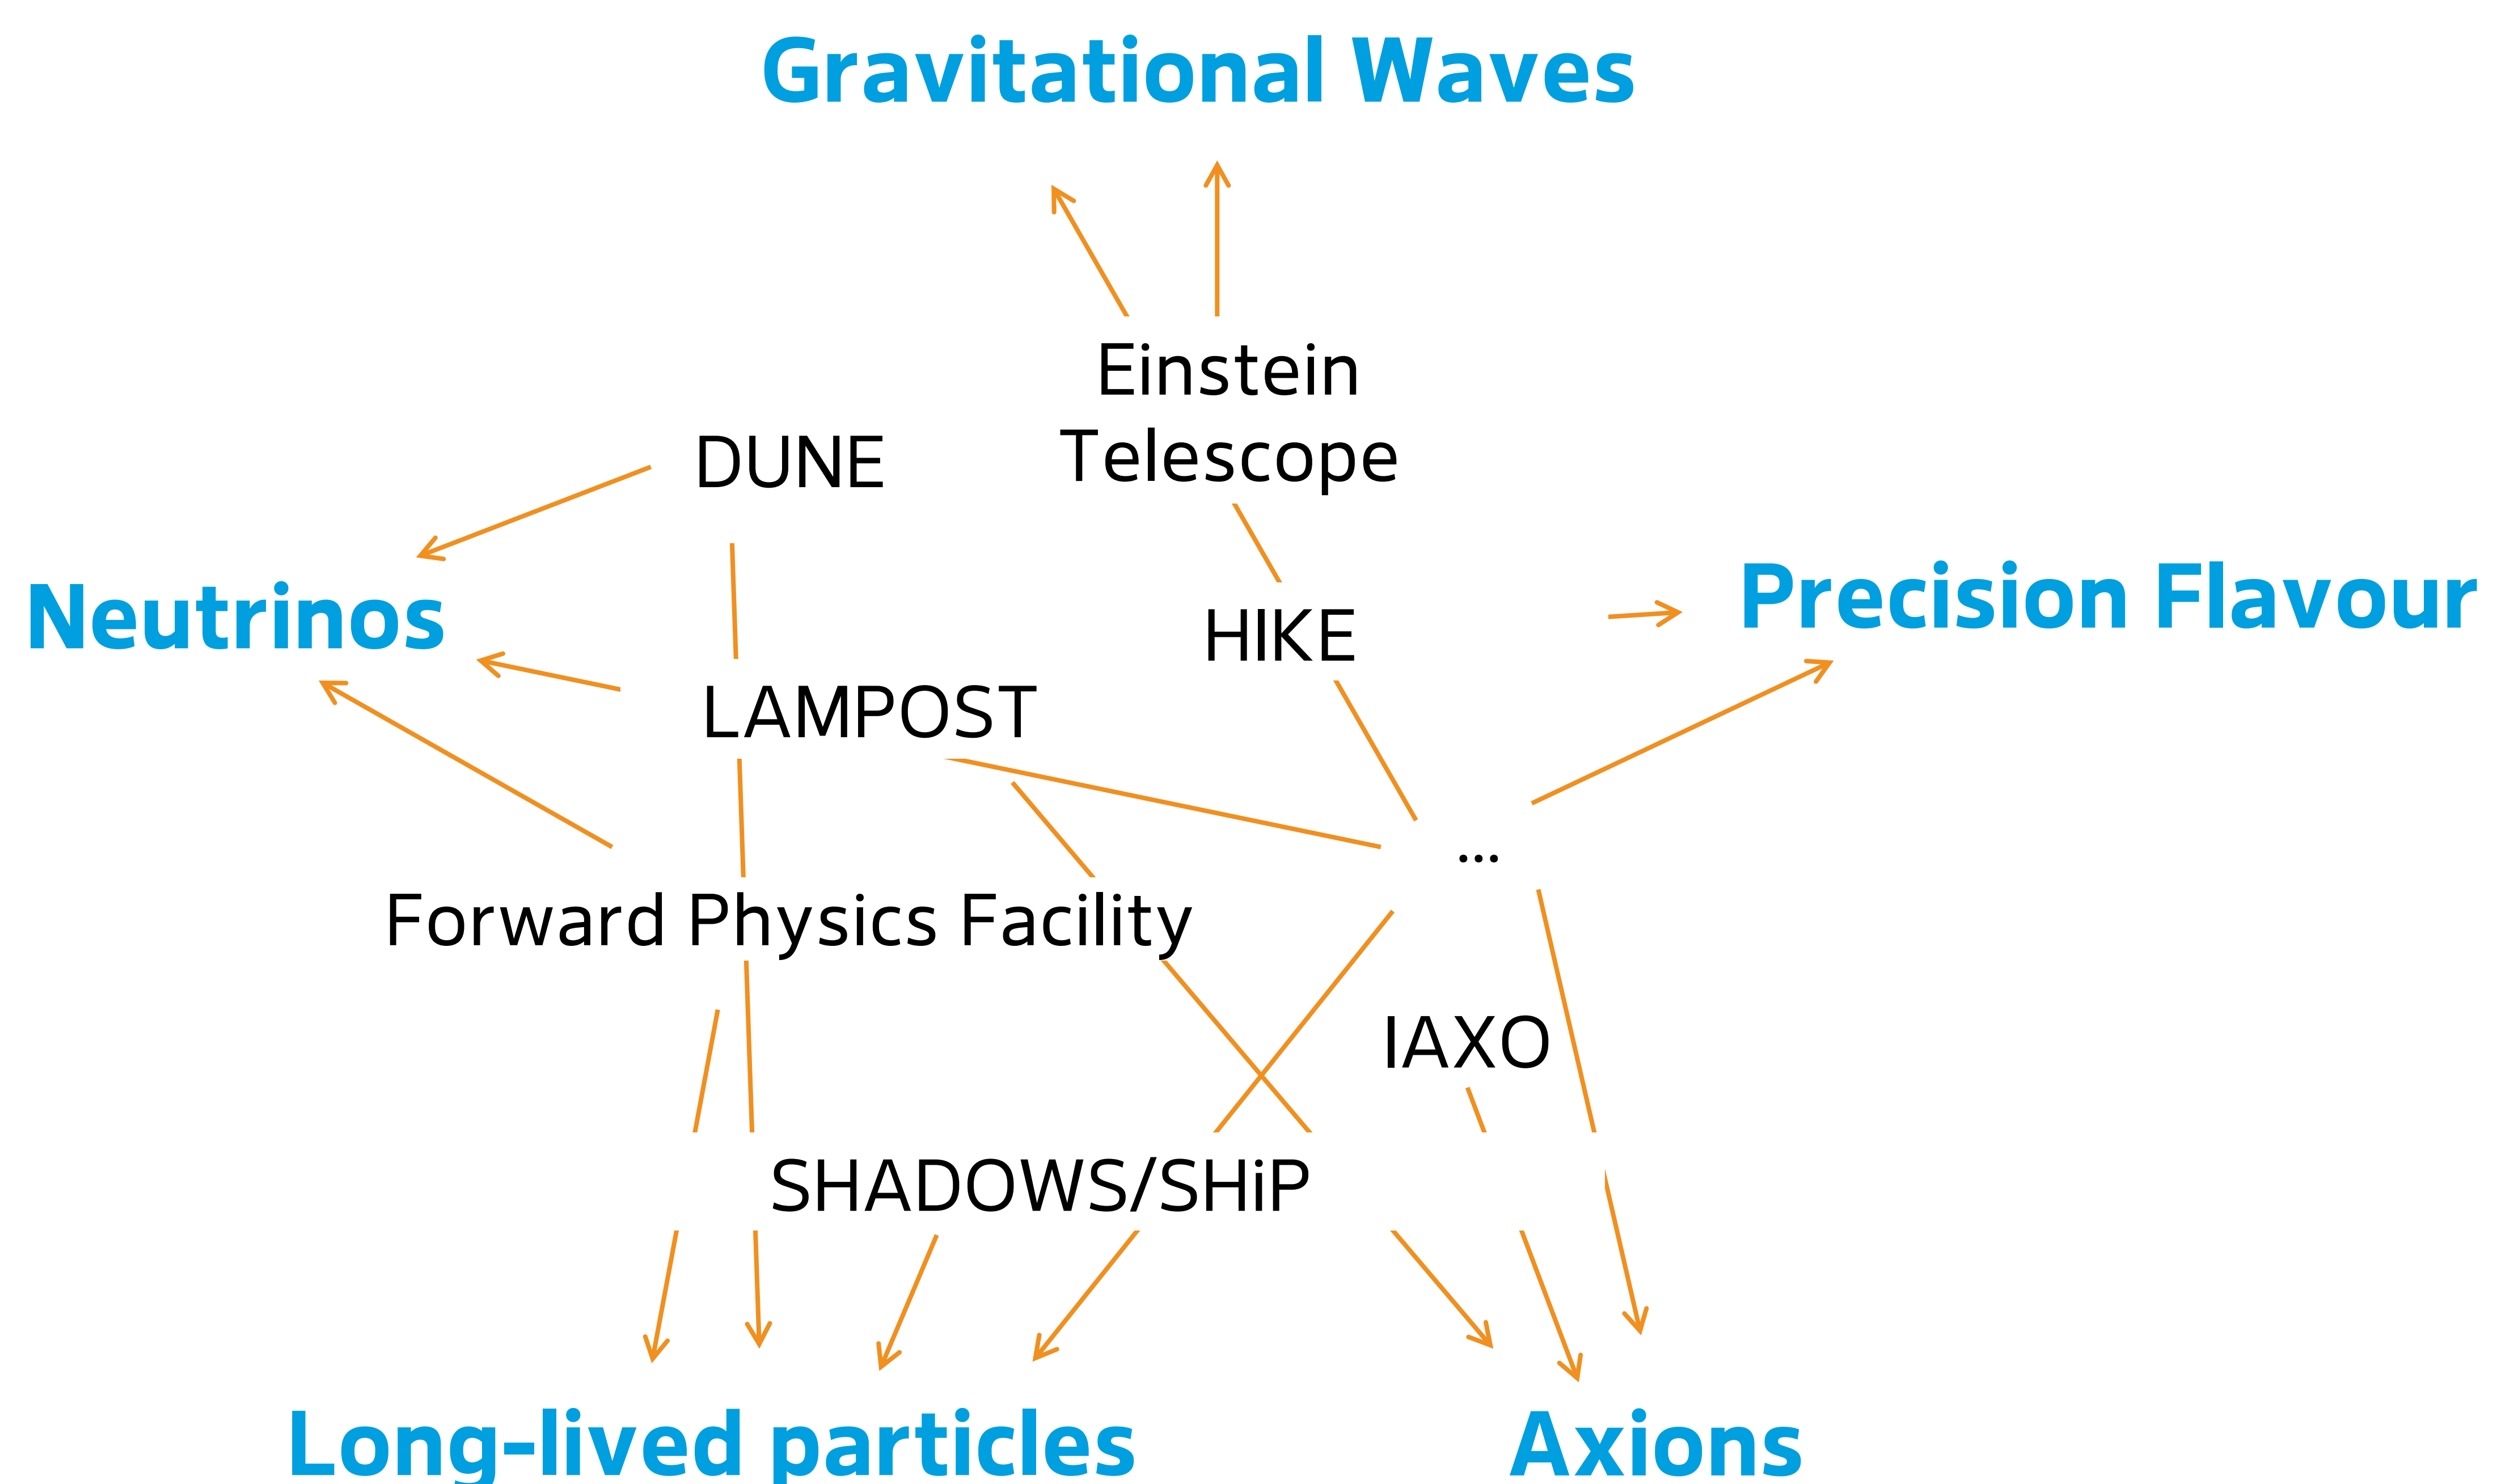 Gravitational Waves
Einstein
Telescope
DUNE
Neutrinos
Precision Flavour
HIKE
LAMPOST
...
Forward Physics Facility
IAXO
SHADOWS/SHiP
Long-lived particles
Axions